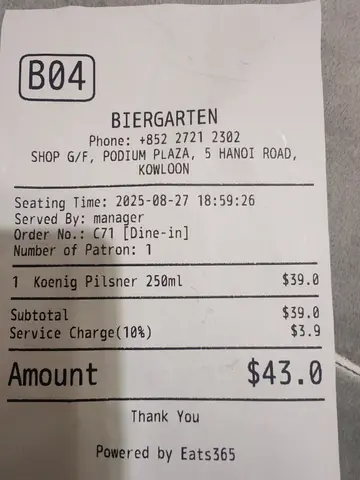 B04
BIERGARTEN
Phone: +852 2721 2302
SHOP G/F, PODIUM PLAZA, 5 HANOI ROAD,
KOWLOON
Seating Time: 2025-08-27 18:59:26
Served By: manager
Order No.: C71 [Dine-in]
Number of Patron: 1
1 Koenig Pilsner 250ml $39.0
Subtotal $39.0
Service Charge(10%) $3.9
Amount $43.0
Thank You
Powered by Eats365